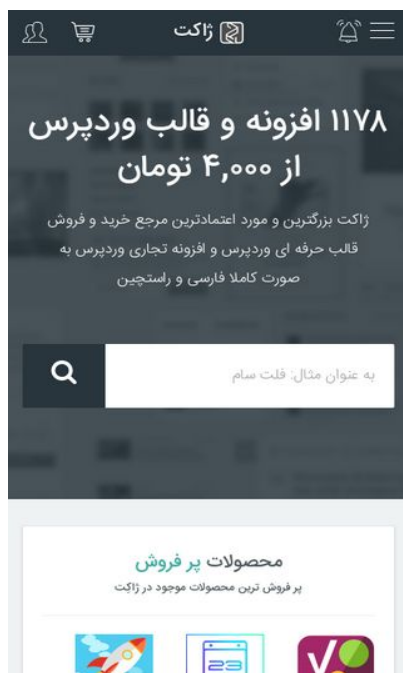 ژاکت
۱۱۷۸ افزونه و قالب وردپرس
از ۴,۰۰۰ تومان
ژاکت بزرگترین و مورد اعتمادترین مرجع خرید و فروش
قالب حرفه ای وردپرس و افزونه تجاری وردپرس به
صورت کاملا فارسی و راستچین
به عنوان مثال: فلت سام
محصولات پر فروش
پر فروش ترین محصولات موجود در ژاکِت
23